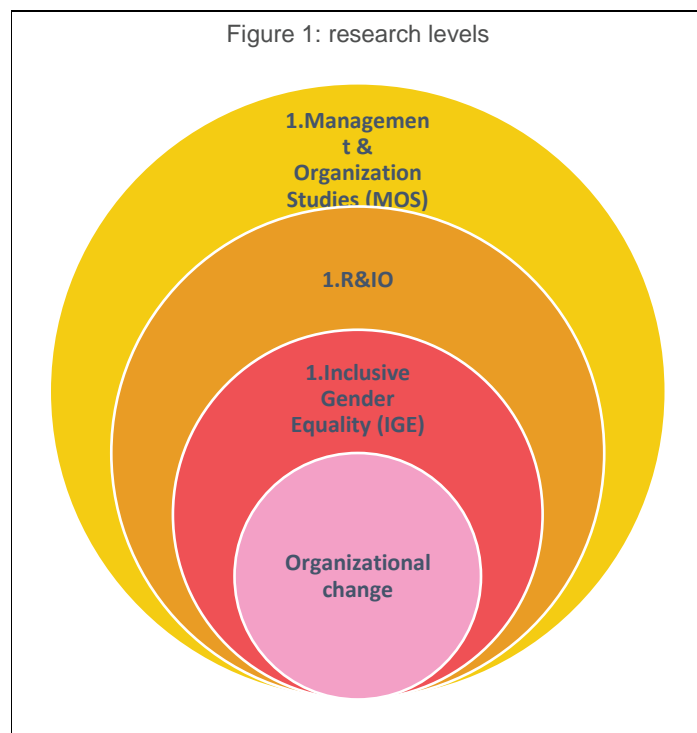 Figure 1: research levels
1.Managemen
t &
Organization
Studies (MOS)
1.R&IO
1.Inclusive
Gender
Equality (IGE)
Organizational
change